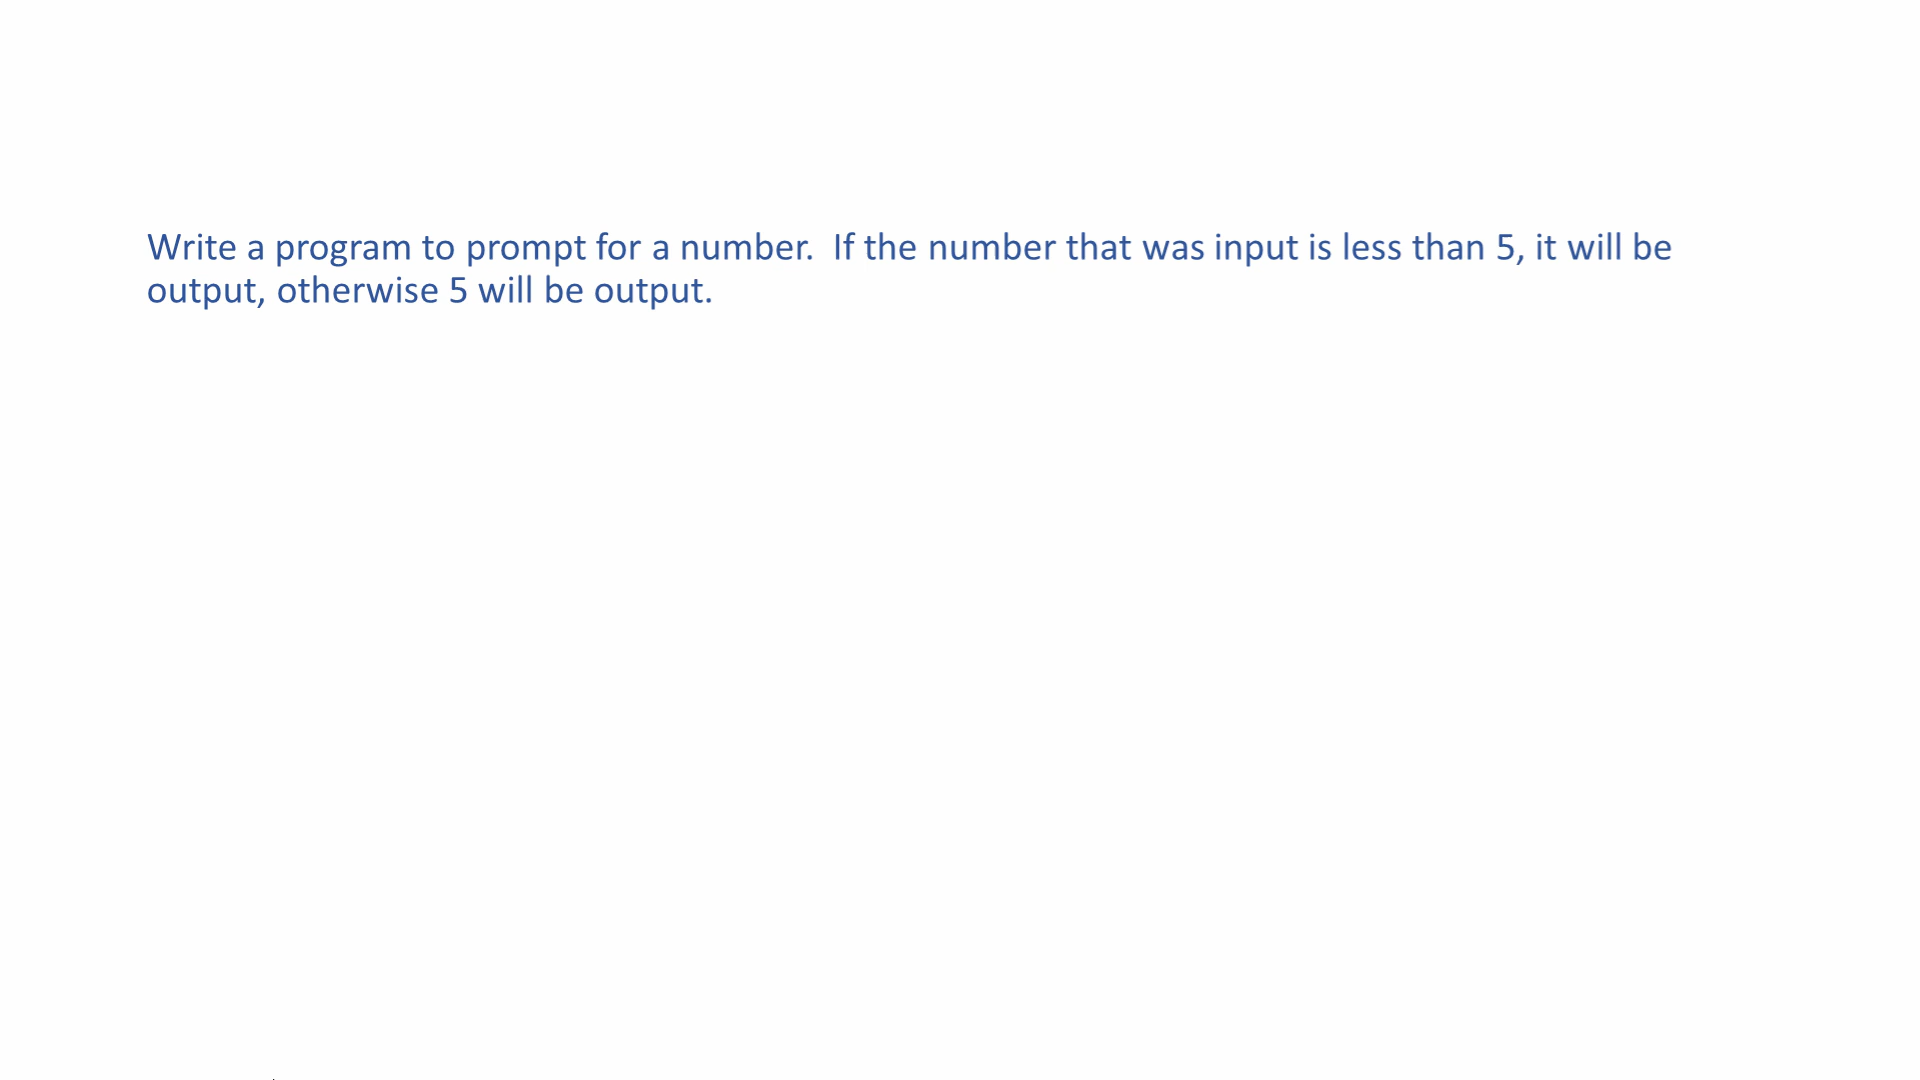 Write a program to prompt for a number.  If the number that was input is less than 5, it will be
output, otherwise 5 will be output.